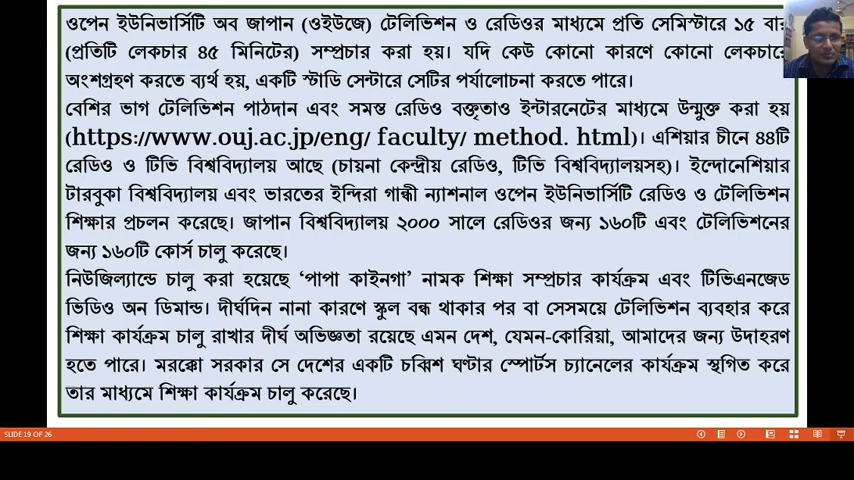 ওপেন ইউনিভার্সিটি অব জাপান (ওইউজে) টেলিভিশন ও রেডিওর মাধ্যমে প্রতি সেমিস্টারে ১৫ বার
(প্রতিটি লেকচার ৪৫ মিনিটের) সম্প্রচার করা হয়। যদি কেউ কোনো কারণে কোনো লেকচারে
অংশগ্রহণ করতে ব্যর্থ হয়, একটি স্টাডি সেন্টারে সেটির পর্যালোচনা করতে পারে।
বেশির ভাগ টেলিভিশন পাঠদান এবং সমস্ত রেডিও বক্তৃতাও ইন্টারনেটের মাধ্যমে উন্মুক্ত করা হয়
(https://www.ouj.ac.jp/eng/ faculty/ method. html)। এশিয়ার চীনে ৪৪টি
রেডিও ও টিভি বিশ্ববিদ্যালয় আছে (চায়না কেন্দ্রীয় রেডিও, টিভি বিশ্ববিদ্যালয়সহ)। ইন্দোনেশিয়ার
টারবুকা বিশ্ববিদ্যালয় এবং ভারতের ইন্দিরা গান্ধী ন্যাশনাল ওপেন ইউনিভার্সিটি রেডিও ও টেলিভিশন
শিক্ষার প্রচলন করেছে। জাপান বিশ্ববিদ্যালয় ২০০০ সালে রেডিওর জন্য ১৬০টি এবং টেলিভিশনের
জন্য ১৬০টি কোর্স চালু করেছে।
নিউজিল্যান্ডে চালু করা হয়েছে ‘পাপা কাইনগা’ নামক শিক্ষা সম্প্রচার কার্যক্রম এবং টিভিএনজেড
ভিডিও অন ডিমান্ড। দীর্ঘদিন নানা কারণে স্কুল বন্ধ থাকার পর বা সেসময়ে টেলিভিশন ব্যবহার করে
শিক্ষা কার্যক্রম চালু রাখার দীর্ঘ অভিজ্ঞতা রয়েছে এমন দেশ, যেমন-কোরিয়া, আমাদের জন্য উদাহরণ
হতে পারে। মরক্কো সরকার সে দেশের একটি চব্বিশ ঘণ্টার স্পোর্টস চ্যানেলের কার্যক্রম স্থগিত করে
তার মাধ্যমে শিক্ষা কার্যক্রম চালু করেছে।
SLIDE 19 OF 26